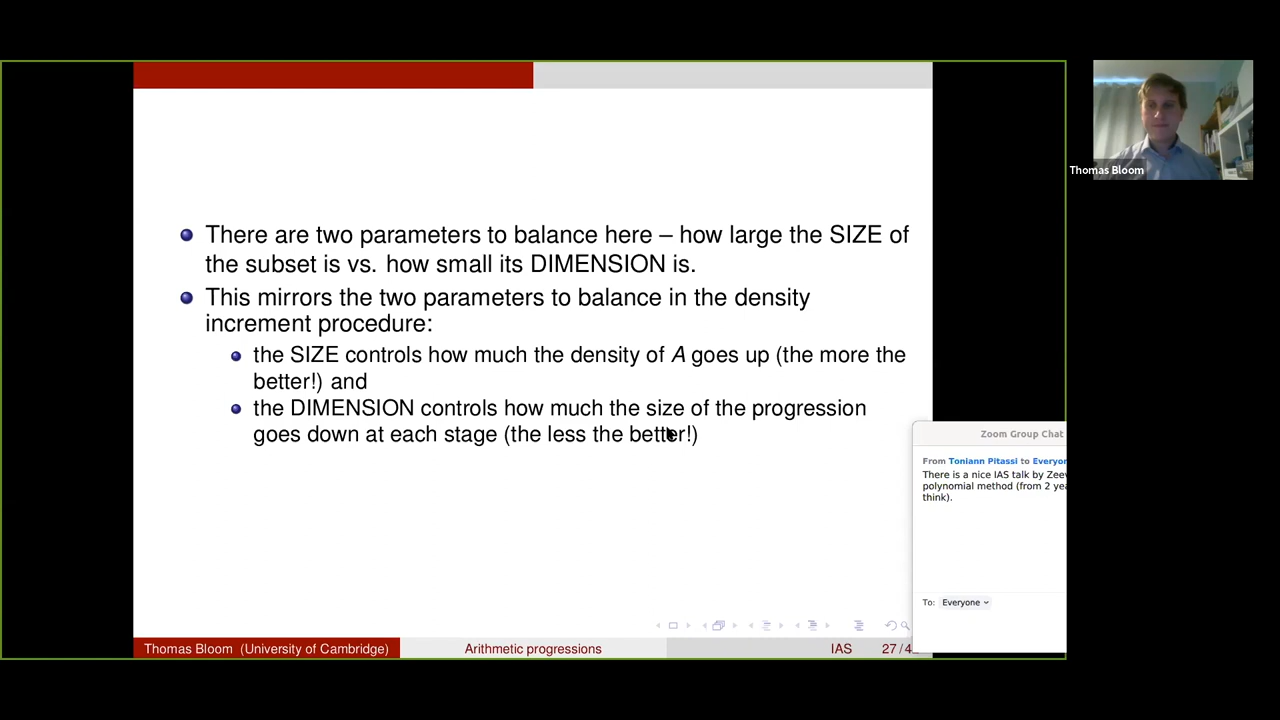 There are two parameters to balance here – how large the SIZE of
the subset is vs. how small its DIMENSION is.
This mirrors the two parameters to balance in the density
increment procedure:
the SIZE controls how much the density of A goes up (the more the
better!) and
the DIMENSION controls how much the size of the progression
goes down at each stage (the less the better!)
Thomas Bloom (University of Cambridge)
Arithmetic progressions
IAS
27 / 4
Thomas Bloom
Zoom Group Chat
From Toniann Pitassi to Everyon
There is a nice IAS talk by Zeev
polynomial method (from 2 yea
think).
To: Everyone